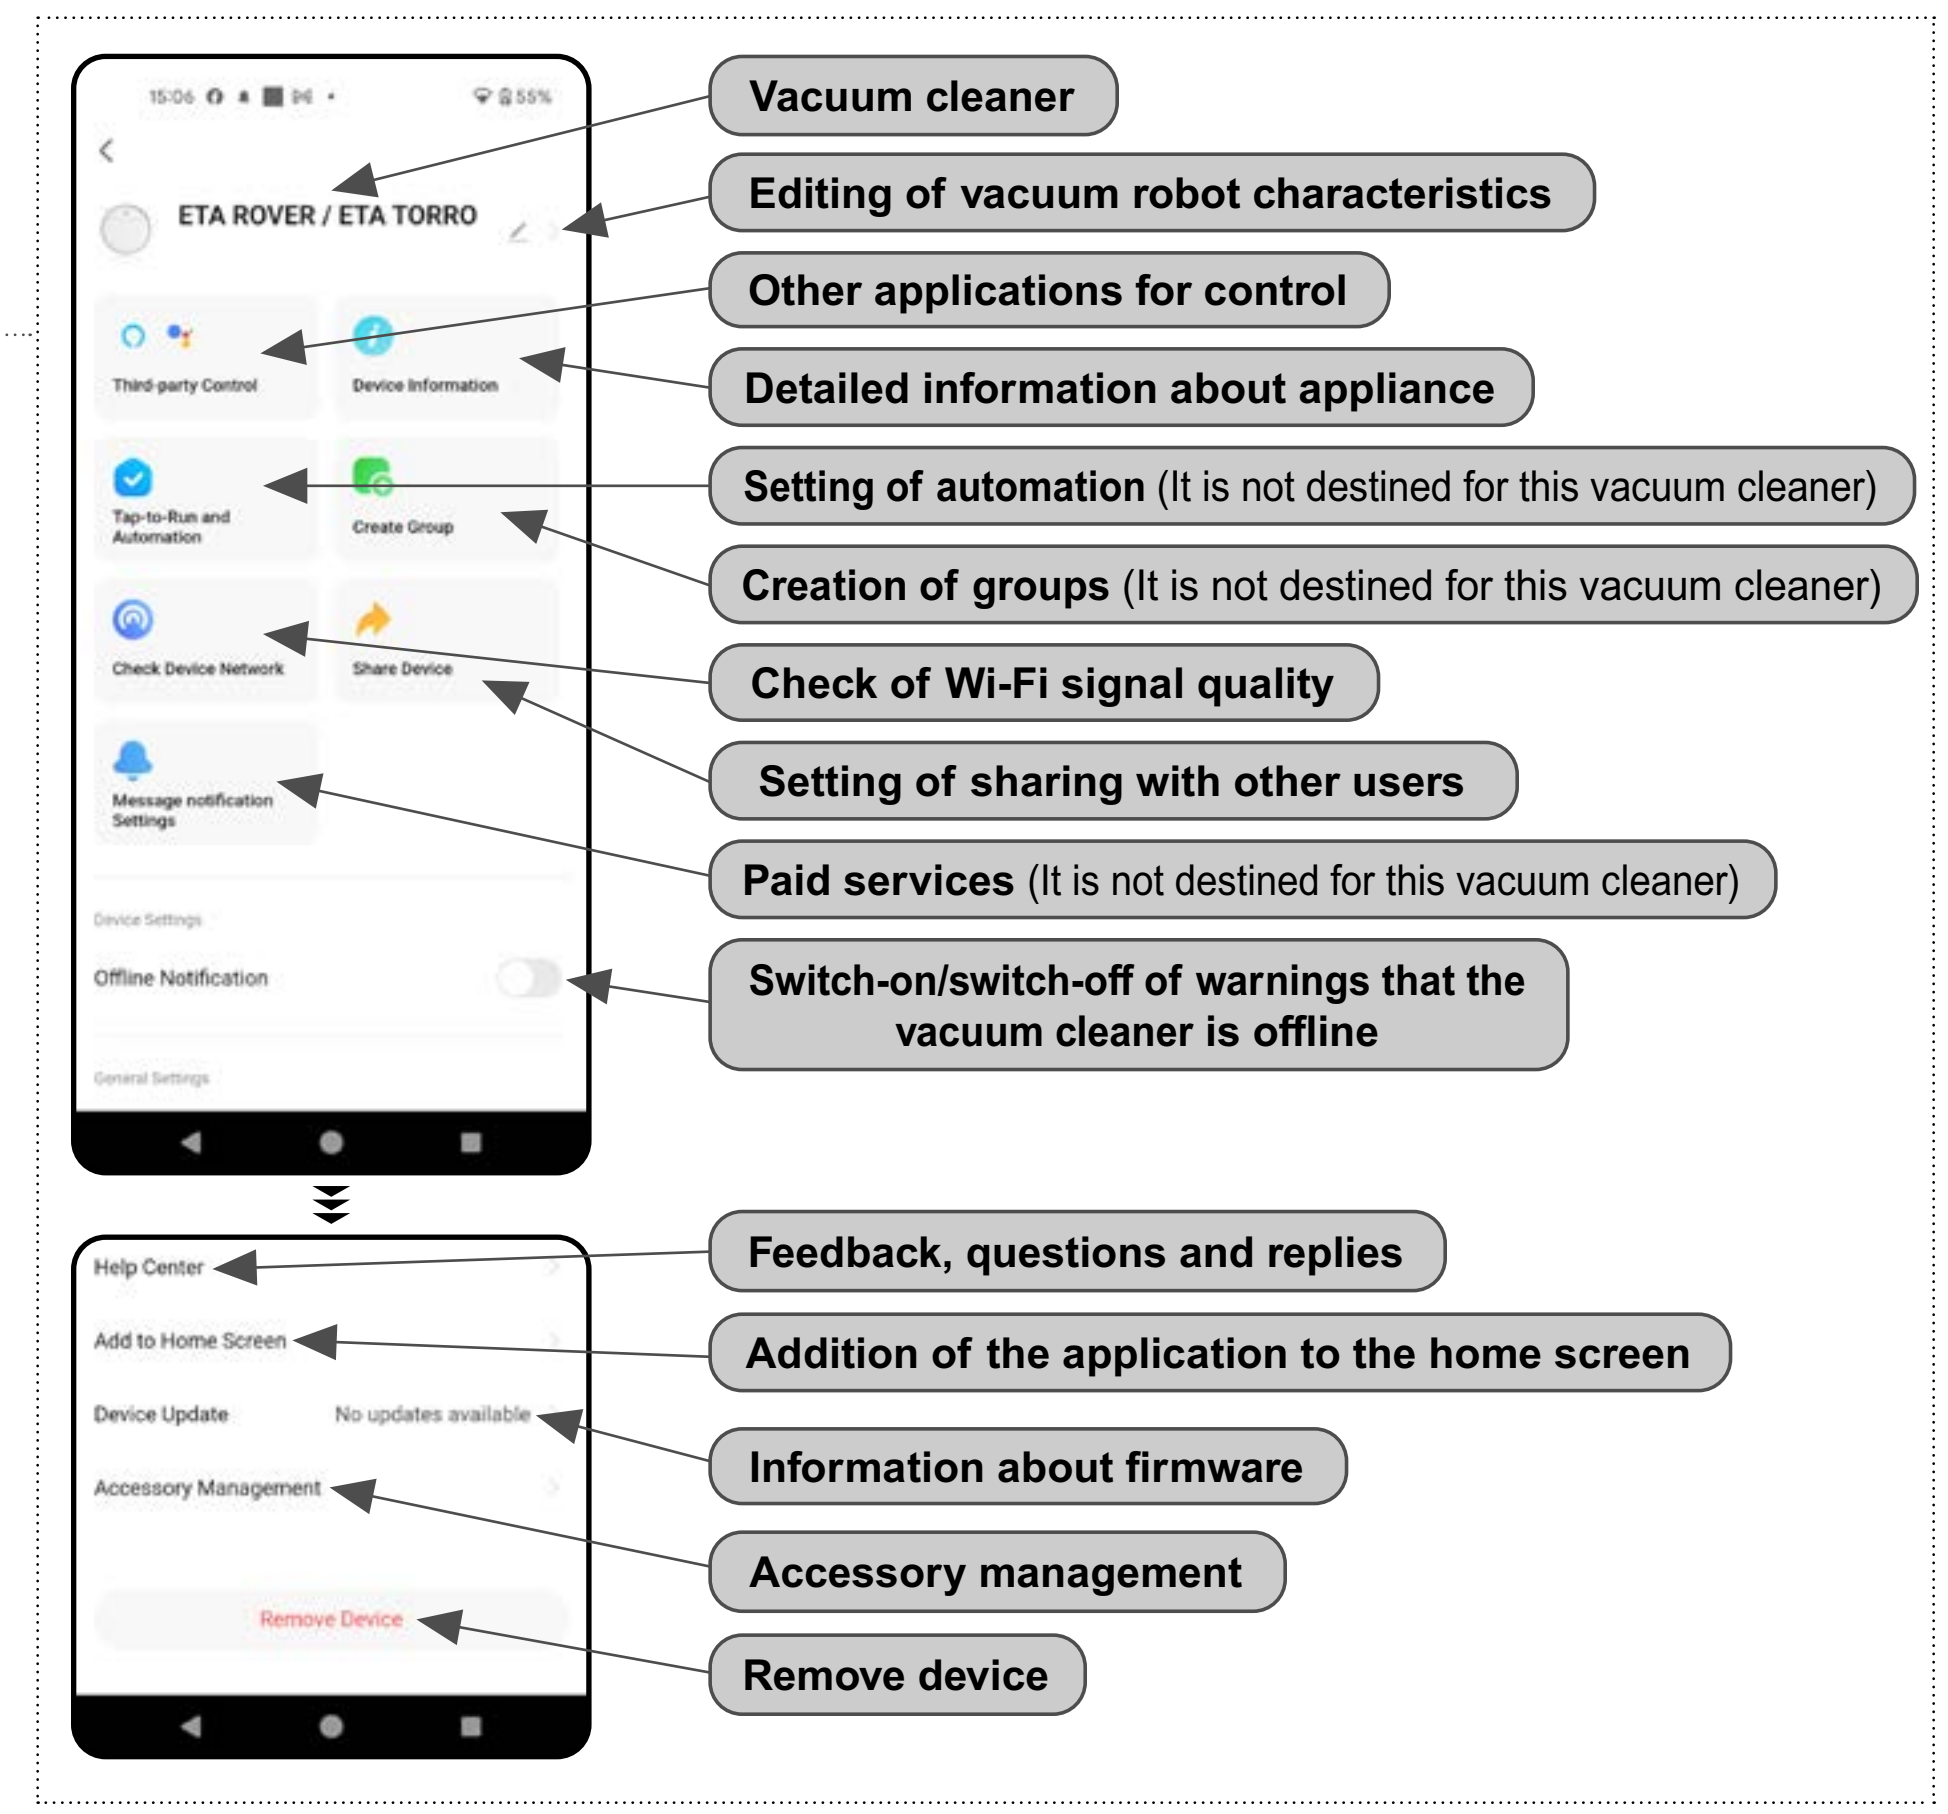 15:06
55%
Vacuum cleaner
ETA ROVER / ETA TORRO
Editing of vacuum robot characteristics
Other applications for control
Third-party Control
Device Information
Detailed information about appliance
Setting of automation (It is not destined for this vacuum cleaner)
Tap-to-Run and
Automation
Create Group
Creation of groups (It is not destined for this vacuum cleaner)
Check Device Network
Share Device
Check of Wi-Fi signal quality
Setting of sharing with other users
Message notification
Settings
Paid services (It is not destined for this vacuum cleaner)
Device Settings
Offline Notification
Switch-on/switch-off of warnings that the
vacuum cleaner is offline
General Settings
Help Center
Feedback, questions and replies
Add to Home Screen
Addition of the application to the home screen
Device Update
No updates available
Information about firmware
Accessory Management
Accessory management
Remove Device
Remove device